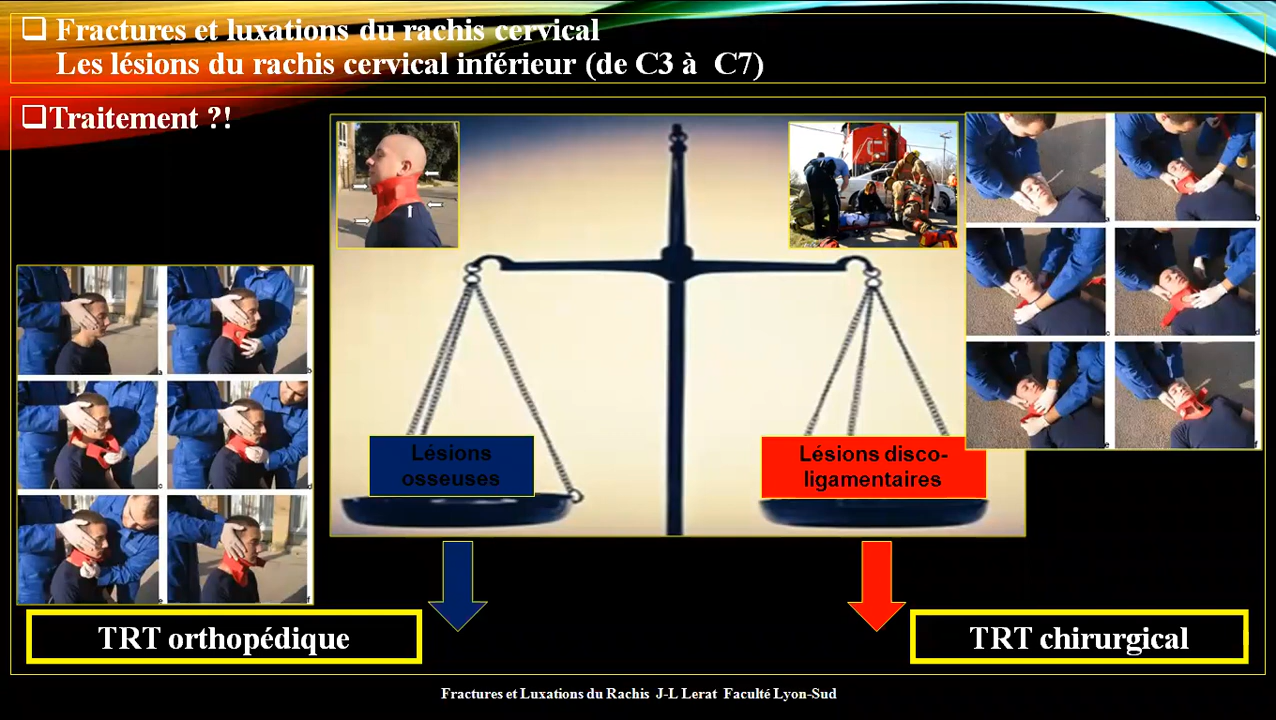 ❑ Fractures et luxations du rachis cervical
Les lésions du rachis cervical inférieur (de C3 à C7)
❑Traitement ?!
a
b
c
d
e
f
a
b
c
d
e
f
Lésions
osseuses
Lésions disco-
ligamentaires
TRT orthopédique
TRT chirurgical
Fractures et Luxations du Rachis J-L Lerat Faculté Lyon-Sud